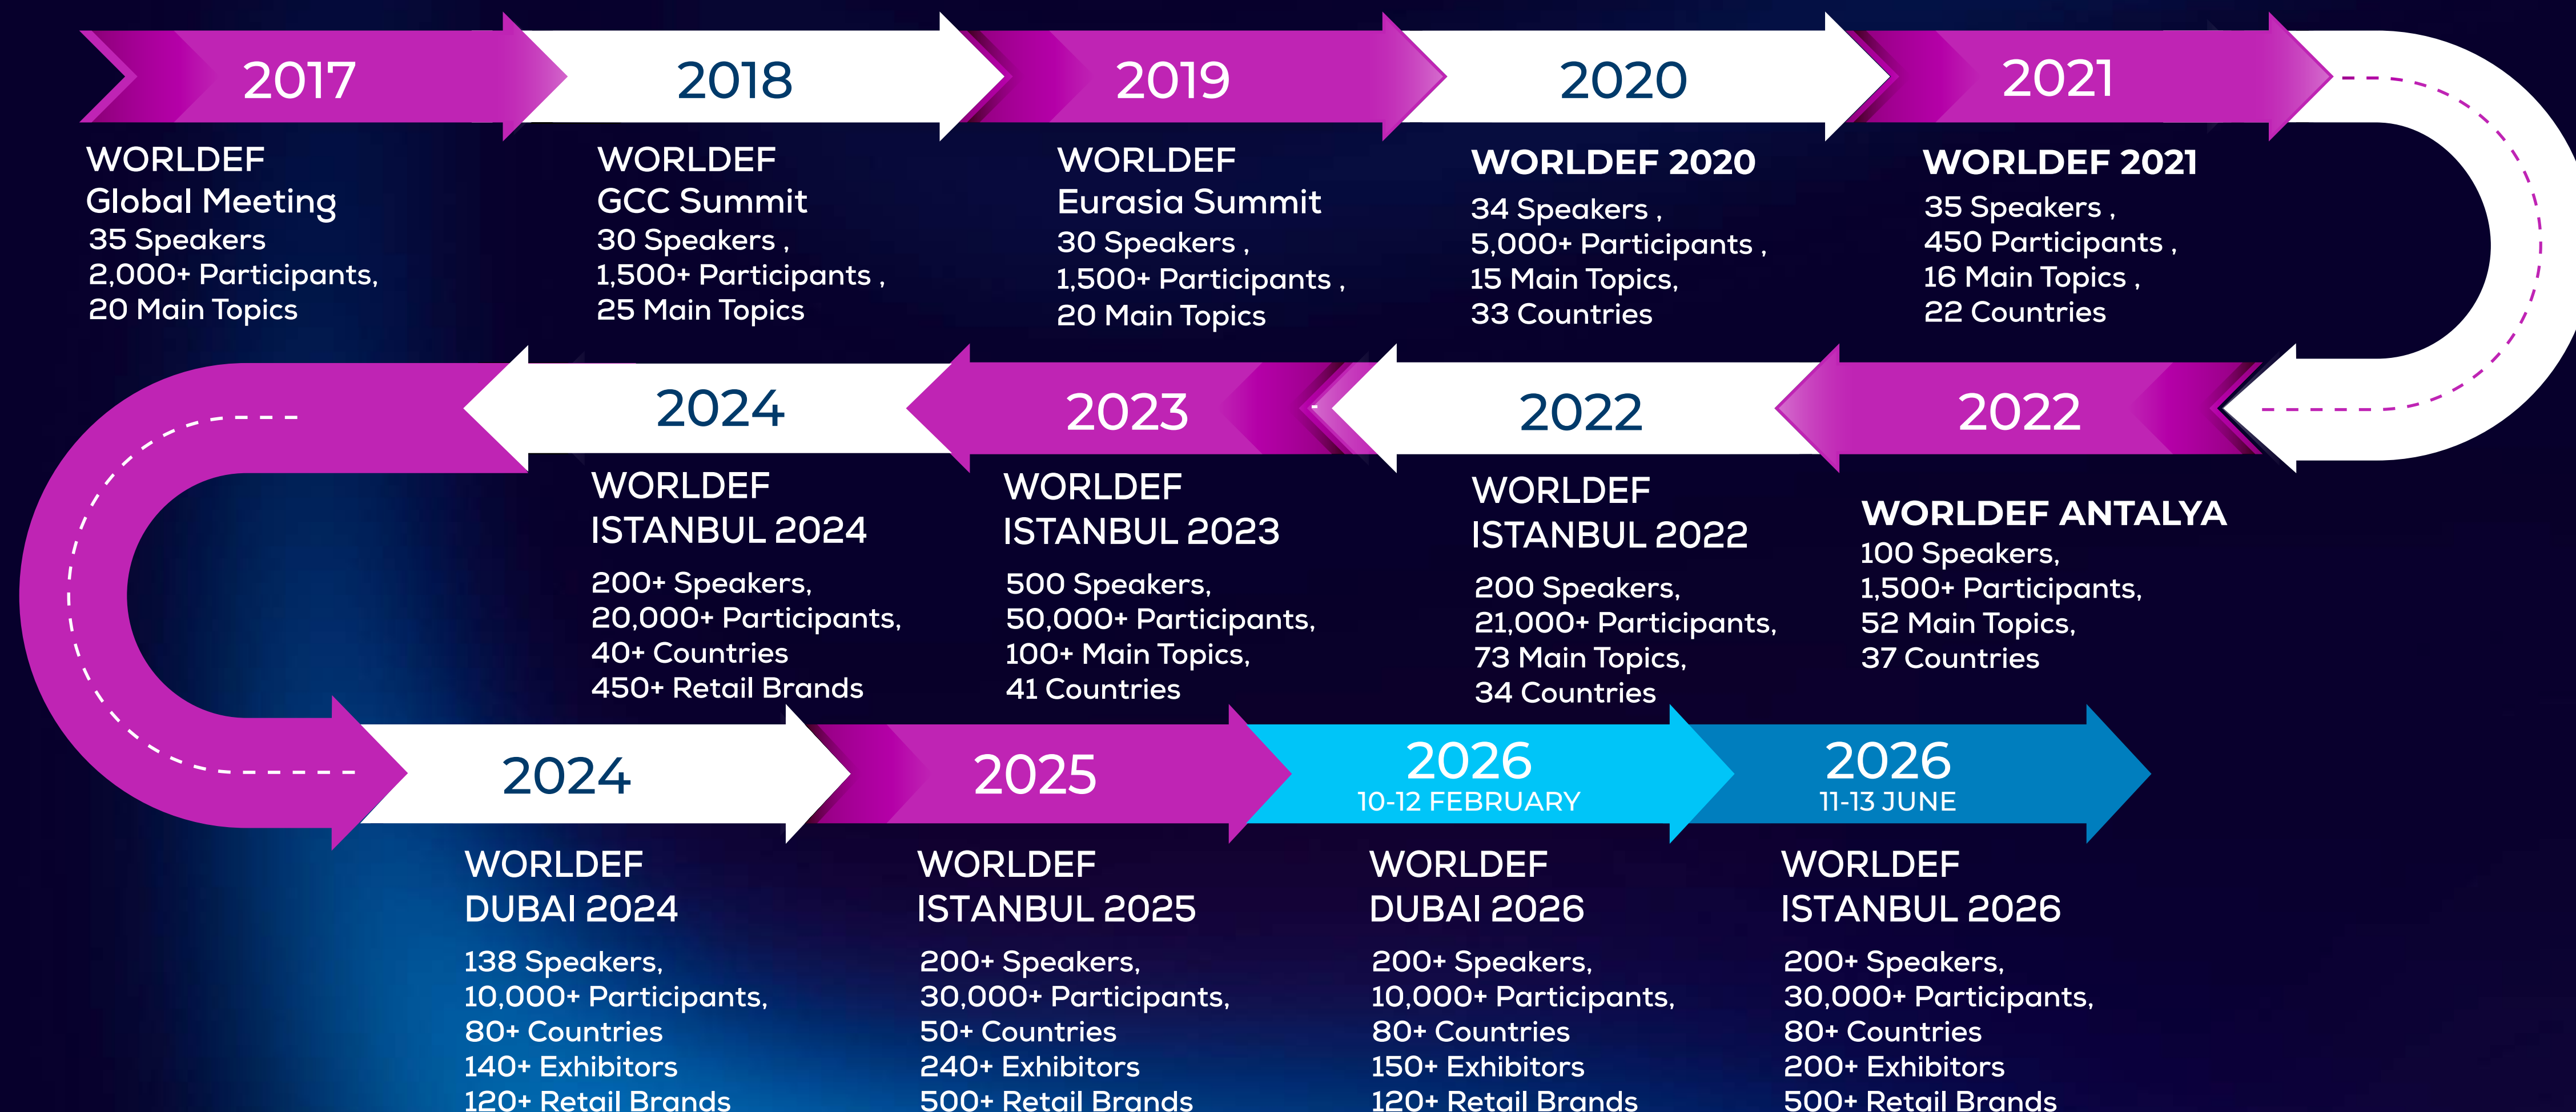 2017
WORLDEF
Global Meeting
35 Speakers
2,000+ Participants,
20 Main Topics
2018
WORLDEF
GCC Summit
30 Speakers ,
1,500+ Participants ,
25 Main Topics
2019
WORLDEF
Eurasia Summit
30 Speakers ,
1,500+ Participants ,
20 Main Topics
2020
WORLDEF 2020
34 Speakers ,
5,000+ Participants ,
15 Main Topics,
33 Countries
2021
WORLDEF 2021
35 Speakers ,
450 Participants ,
16 Main Topics ,
22 Countries
2022
WORLDEF ANTALYA
100 Speakers,
1,500+ Participants,
52 Main Topics,
37 Countries
2022
WORLDEF
ISTANBUL 2022
200 Speakers,
21,000+ Participants,
73 Main Topics,
34 Countries
2023
WORLDEF
ISTANBUL 2023
500 Speakers,
50,000+ Participants,
100+ Main Topics,
41 Countries
2024
WORLDEF
ISTANBUL 2024
200+ Speakers,
20,000+ Participants,
40+ Countries
450+ Retail Brands
2024
WORLDEF
DUBAI 2024
138 Speakers,
10,000+ Participants,
80+ Countries
140+ Exhibitors
120+ Retail Brands
2025
WORLDEF
ISTANBUL 2025
200+ Speakers,
30,000+ Participants,
50+ Countries
240+ Exhibitors
500+ Retail Brands
2026
10-12 FEBRUARY
WORLDEF
DUBAI 2026
200+ Speakers,
10,000+ Participants,
80+ Countries
150+ Exhibitors
120+ Retail Brands
2026
11-13 JUNE
WORLDEF
ISTANBUL 2026
200+ Speakers,
30,000+ Participants,
80+ Countries
200+ Exhibitors
500+ Retail Brands